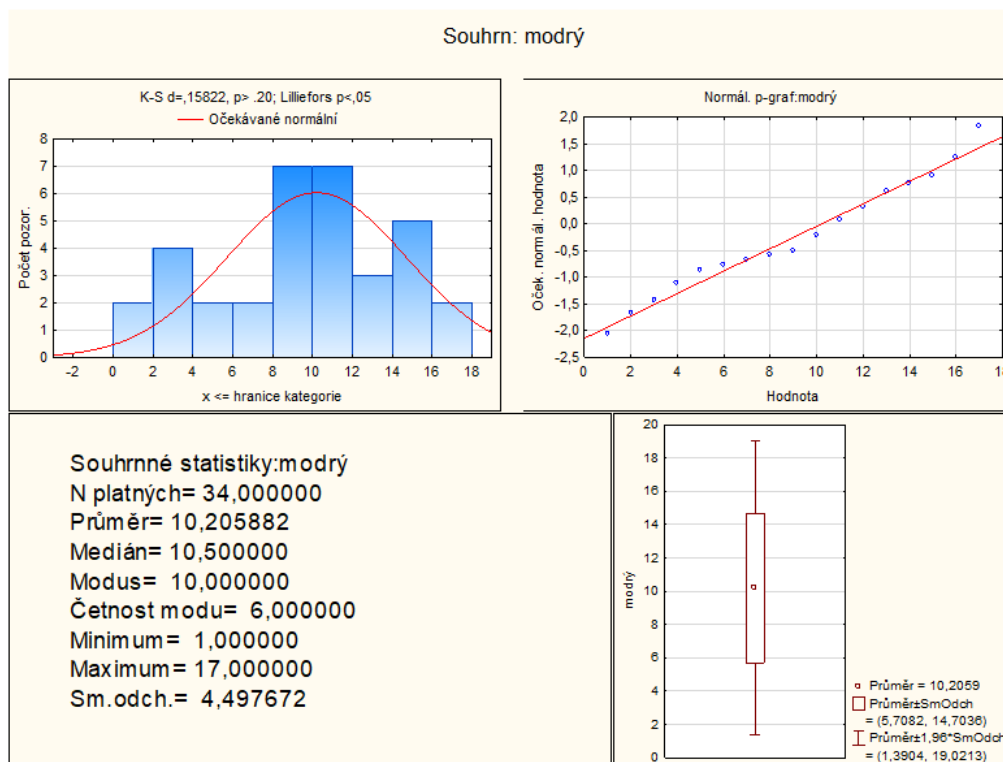 Souhrn: modrý
K-S d=,15822, p> .20; Lilliefors p<,05
Očekávané normální
8
7
6
5
4
3
2
1
0
Počet pozor.
-2 0 2 4 6 8 10 12 14 16 18
x <= hranice kategorie
Normál. p-graf:modrý
2,0
1,5
1,0
0,5
0,0
-0,5
-1,0
-1,5
-2,0
-2,5
Oček. normál. hodnota
0 2 4 6 8 10 12 14 16 18
Hodnota
Souhrnné statistiky:modrý
N platných= 34,000000
Průměr= 10,205882
Medián= 10,500000
Modus= 10,000000
Četnost modu= 6,000000
Minimum= 1,000000
Maximum= 17,000000
Sm.odch.= 4,497672
20
18
16
14
12
10
8
6
4
2
0
modrý
Průměr = 10,2059
Průměr±SmOdch
= (5,7082, 14,7036)
Průměr±1,96*SmOdch
= (1,3904, 19,0213)